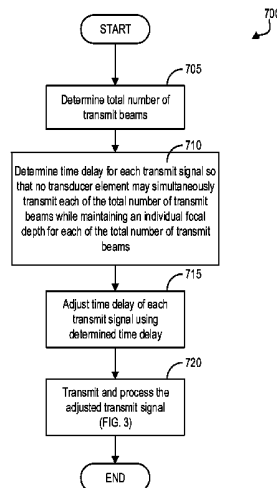 700
START
705
Determine total number of
transmit beams
710
Determine time delay for each transmit signal so
that no transducer element may simultaneously
transmit each of the total number of transmit
beams while maintaining an individual focal
depth for each of the total number of transmit
beams
715
Adjust time delay of each
transmit signal using
determined time delay
720
Transmit and process the
adjusted transmit signal
(FIG. 3)
END